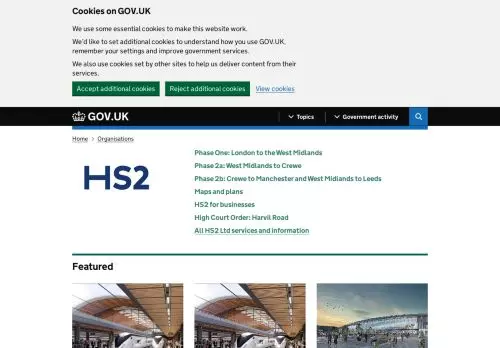 Cookies on GOV.UK
We use some essential cookies to make this website work.
We'd like to set additional cookies to understand how you use GOV.UK,
remember your settings and improve government services.
We also use cookies set by other sites to help us deliver content from their
services.
Accept additional cookies Reject additional cookies View cookies
GOV.UK Topics Government activity
Home Organisations
HS2
Phase One: London to the West Midlands
Phase 2a: West Midlands to Crewe
Phase 2b: Crewe to Manchester and West Midlands to Leeds
Maps and plans
HS2 for businesses
High Court Order: Harvil Road
All HS2 Ltd services and information
Featured